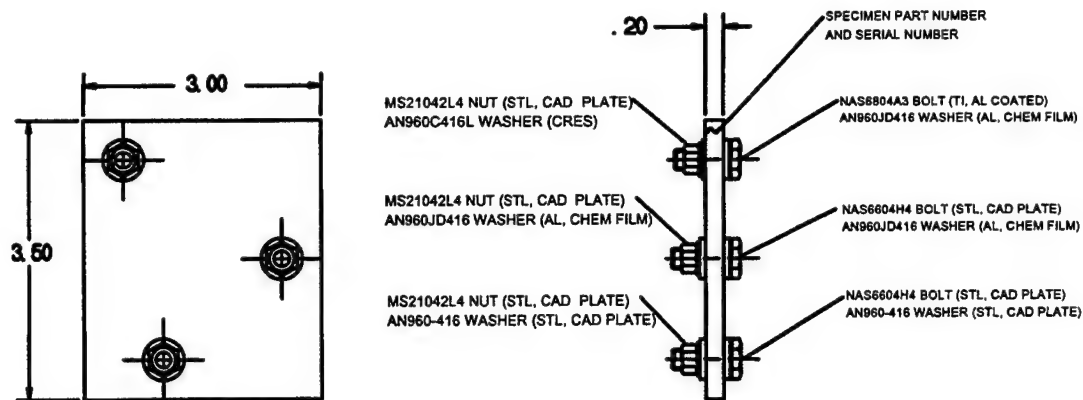 3.00
3.50
.20
SPECIMEN PART NUMBER
AND SERIAL NUMBER
MS21042L4 NUT (STL, CAD PLATE)
AN960C416L WASHER (CRES)
NAS6804A3 BOLT (TI, AL COATED)
AN960JD416 WASHER (AL, CHEM FILM)
MS21042L4 NUT (STL, CAD PLATE)
AN960JD416 WASHER (AL, CHEM FILM)
NAS6604H4 BOLT (STL, CAD PLATE)
AN960JD416 WASHER (AL, CHEM FILM)
MS21042L4 NUT (STL, CAD PLATE)
AN960-416 WASHER (STL, CAD PLATE)
NAS6604H4 BOLT (STL, CAD PLATE)
AN960-416 WASHER (STL, CAD PLATE)